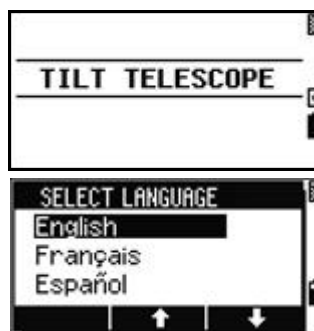 TILT TELESCOPE
SELECT LANGUAGE
English
Français
Español